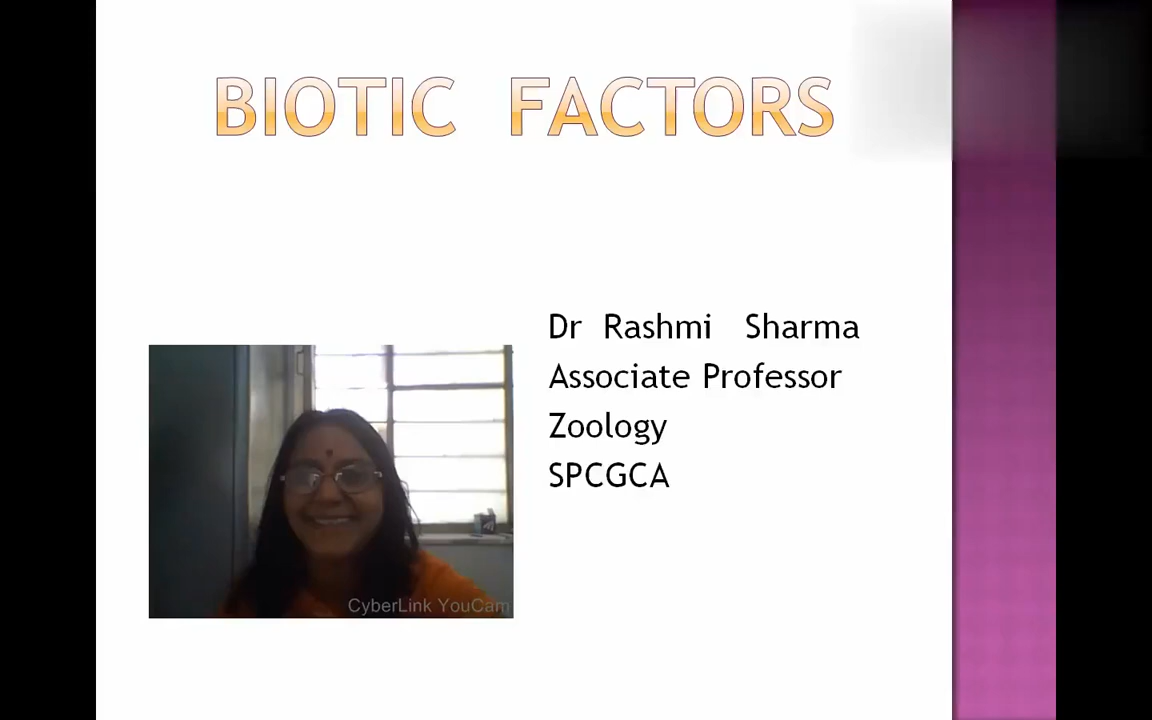 BIOTIC FACTORS
Dr Rashmi Sharma
Associate Professor
Zoology
SPCGCA
CyberLink YouCam